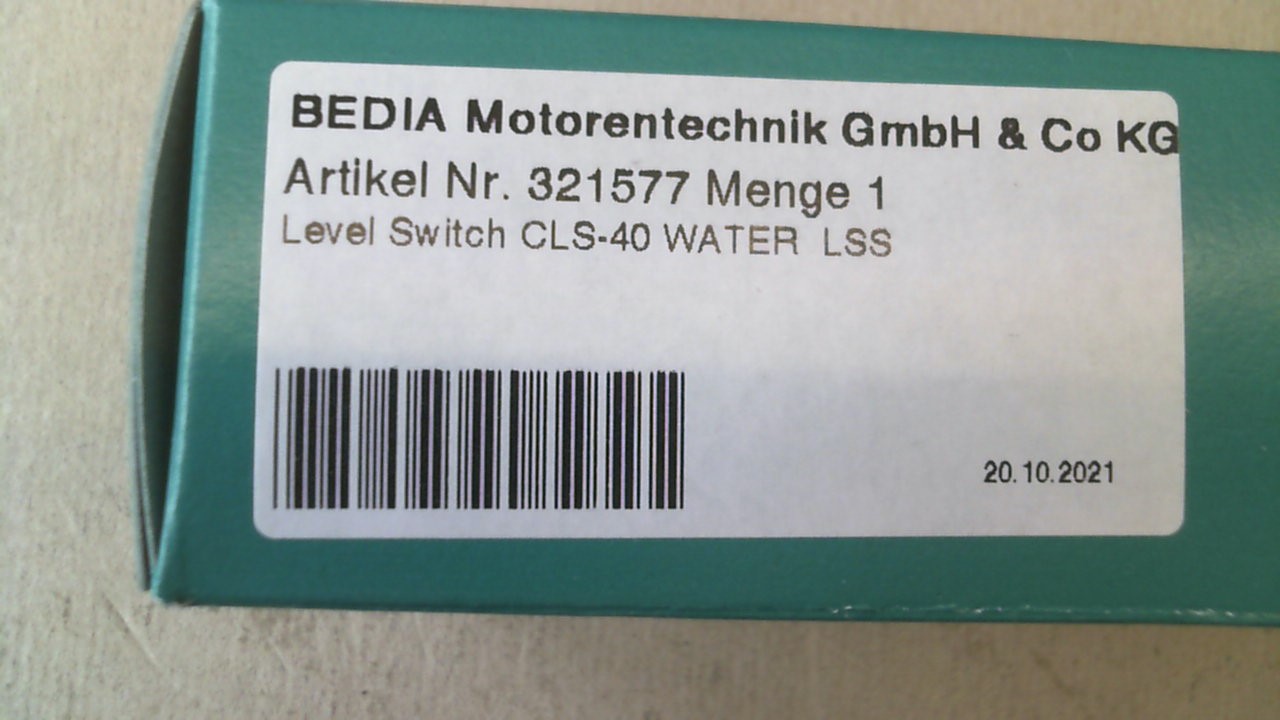 BEDIA Motorentechnik GmbH & Co KG
Artikel Nr. 321577 Menge 1
Level Switch CLS-40 WATER LSS
20.10.2021